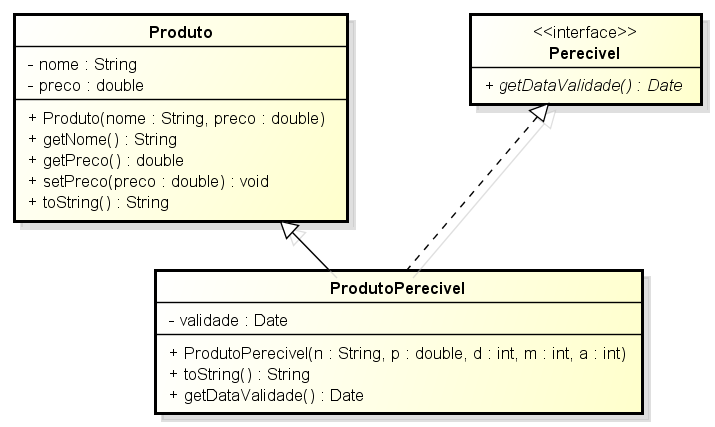 Produto
- nome : String
- preco : double
+ Produto(nome : String, preco : double)
+ getNome() : String
+ getPreco() : double
+ setPreco(preco : double) : void
+ toString() : String
<<interface>>
Perecivel
+ getDataValidade() : Date
ProdutoPerecivel
- validade : Date
+ ProdutoPerecivel(n : String, p : double, d : int, m : int, a : int)
+ toString() : String
+ getDataValidade() : Date